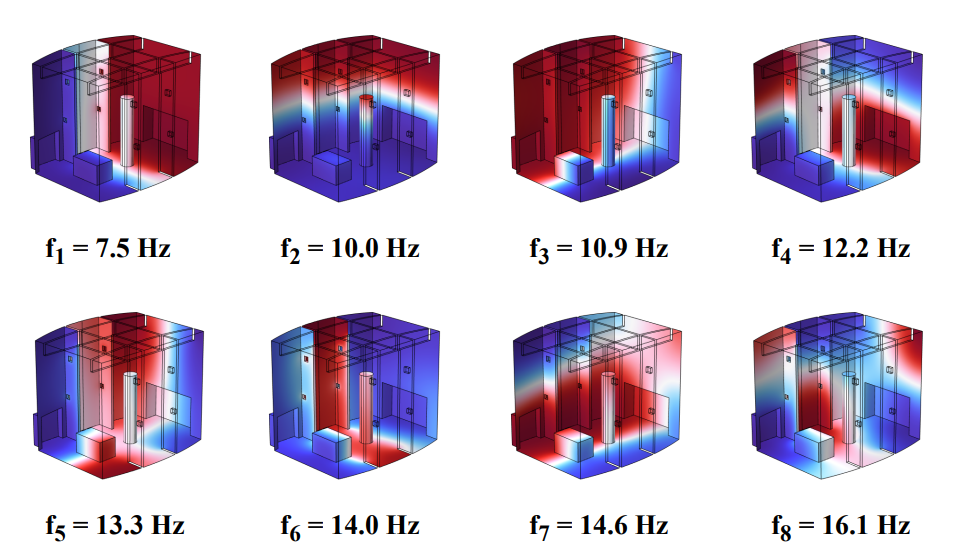 f1 = 7.5 Hz
f2 = 10.0 Hz
f3 = 10.9 Hz
f4 = 12.2 Hz
f5 = 13.3 Hz
f6 = 14.0 Hz
f7 = 14.6 Hz
f8 = 16.1 Hz